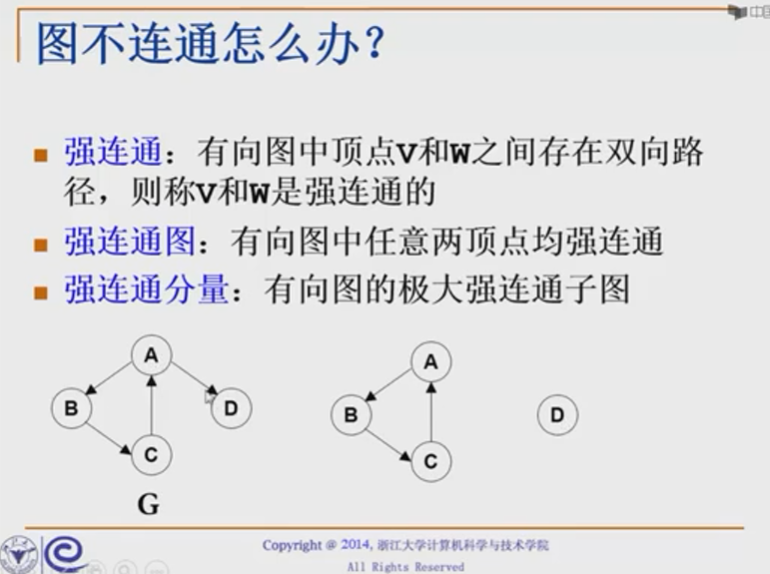 中国
图不连通怎么办？
强连通：有向图中顶点V和W之间存在双向路
径，则称V和W是强连通的
强连通图：有向图中任意两顶点均强连通
强连通分量：有向图的极大强连通子图
A
B
D
C
G
A
B
D
C
Copyright @ 2014, 浙江大学计算机科学与技术学院
All Rights Reserved